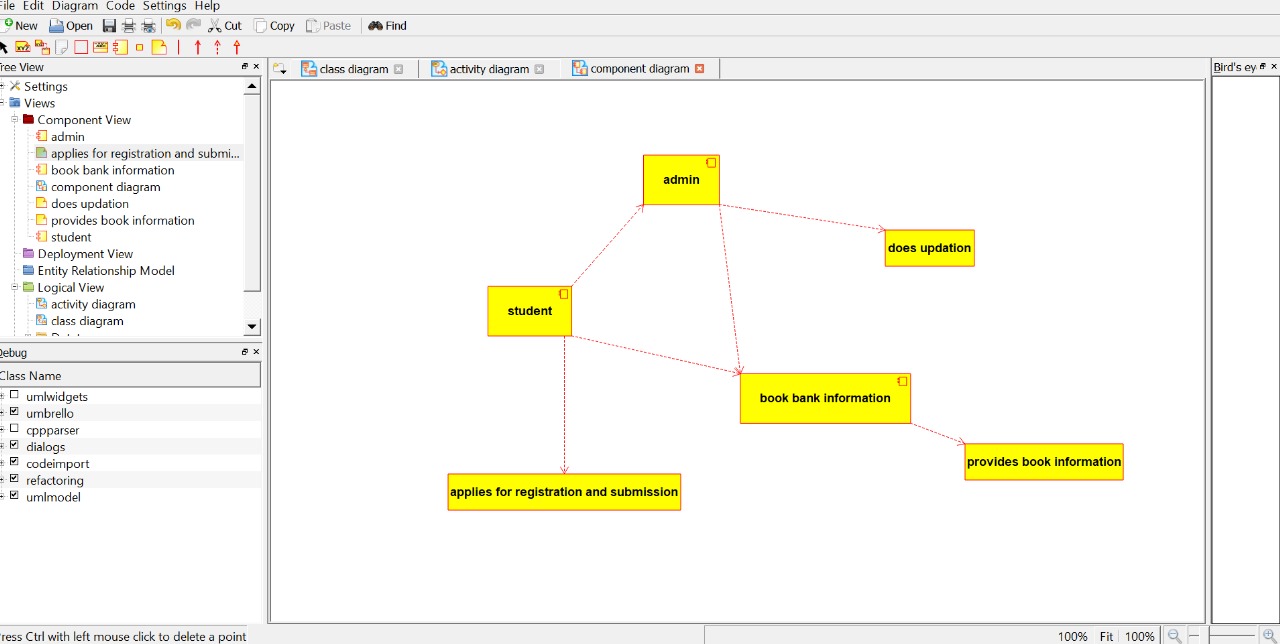 File Edit Diagram Code Settings Help
New Open Cut Copy Paste Find
Tree View
class diagram activity diagram component diagram
Bird's ey
Settings
Views
Component View
admin
applies for registration and submi...
book bank information
component diagram
does updation
provides book information
student
Deployment View
Entity Relationship Model
Logical View
activity diagram
class diagram
Debug
Class Name
umlwidgets
umbrello
cppparser
dialogs
codeimport
refactoring
umlmodel
admin
does updation
student
book bank information
provides book information
applies for registration and submission
Press Ctrl with left mouse click to delete a point
100% Fit 100%